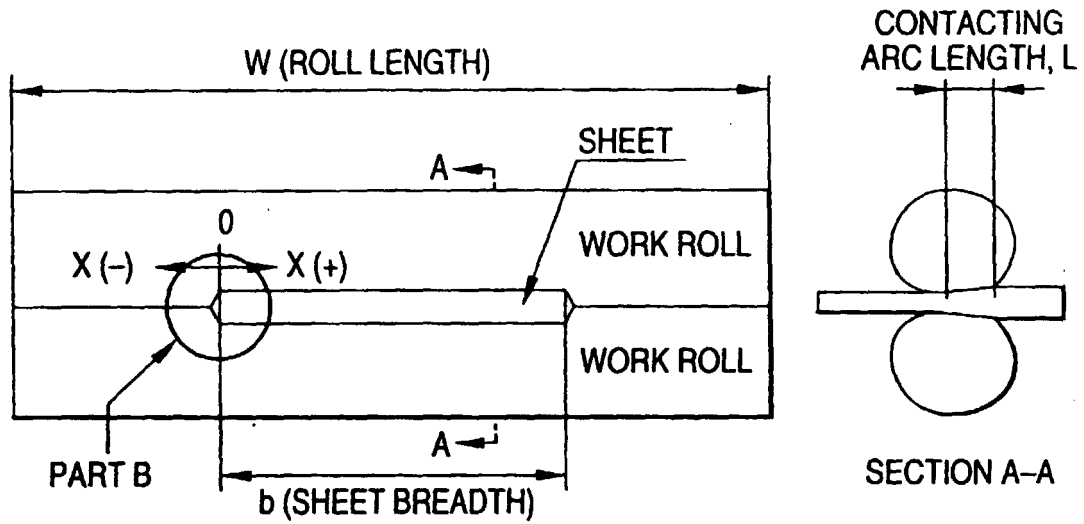 W (ROLL LENGTH)
CONTACTING
ARC LENGTH, L
SHEET
A
0
WORK ROLL
X (−)
X (+)
WORK ROLL
A
PART B
b (SHEET BREADTH)
SECTION A–A